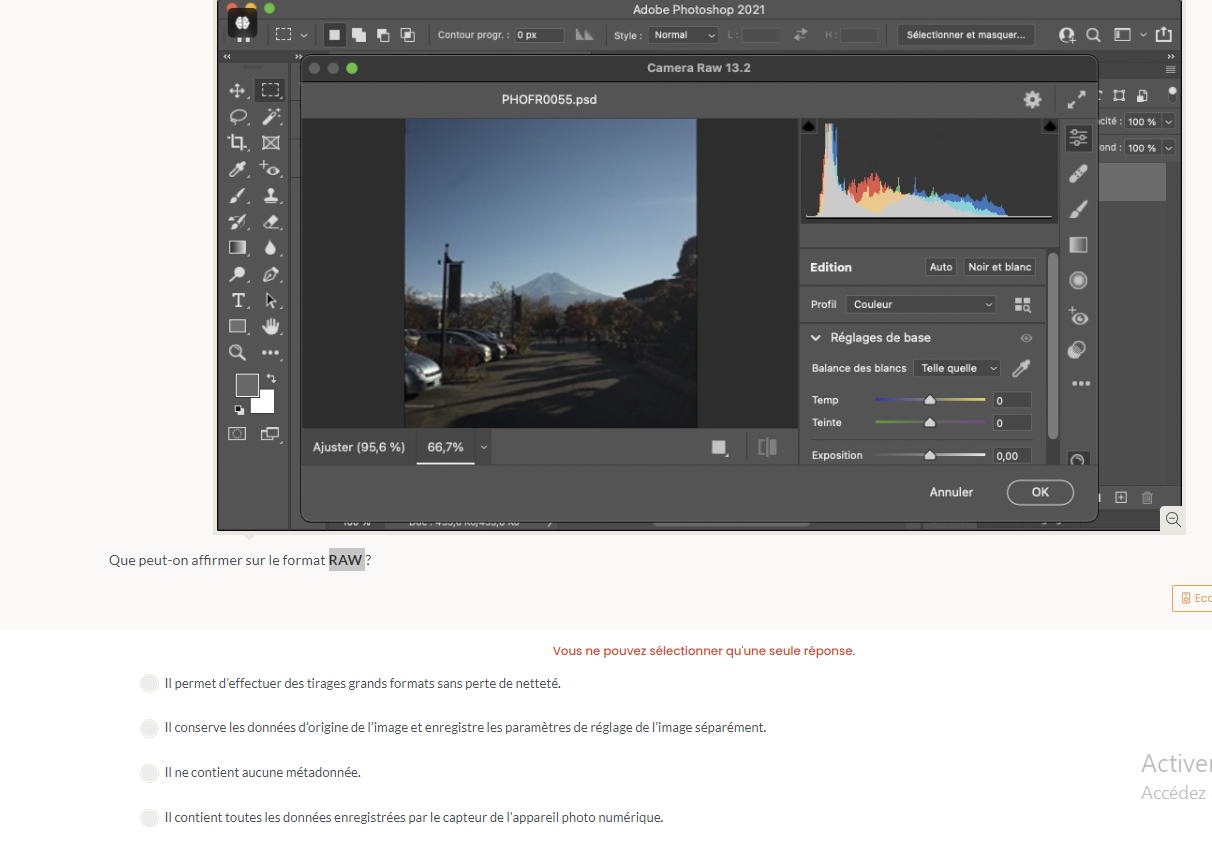 Adobe Photoshop 2021
Contour progr. : 0 px
Style : Normal
L :
H :
Sélectionner et masquer...
Camera Raw 13.2
PHOFR0055.psd
cité : 100 %
ond : 100 %
Edition
Auto
Noir et blanc
Profil
Couleur
Réglages de base
Balance des blancs
Telle quelle
Temp
0
Teinte
0
Exposition
0,00
Ajuster (95,6 %)
66,7%
Annuler
OK
Que peut-on affirmer sur le format RAW ?
Eco
Vous ne pouvez sélectionner qu'une seule réponse.
Il permet d’effectuer des tirages grands formats sans perte de netteté.
Il conserve les données d’origine de l’image et enregistre les paramètres de réglage de l’image séparément.
Il ne contient aucune métadonnée.
Il contient toutes les données enregistrées par le capteur de l'appareil photo numérique.
Activer
Accédez